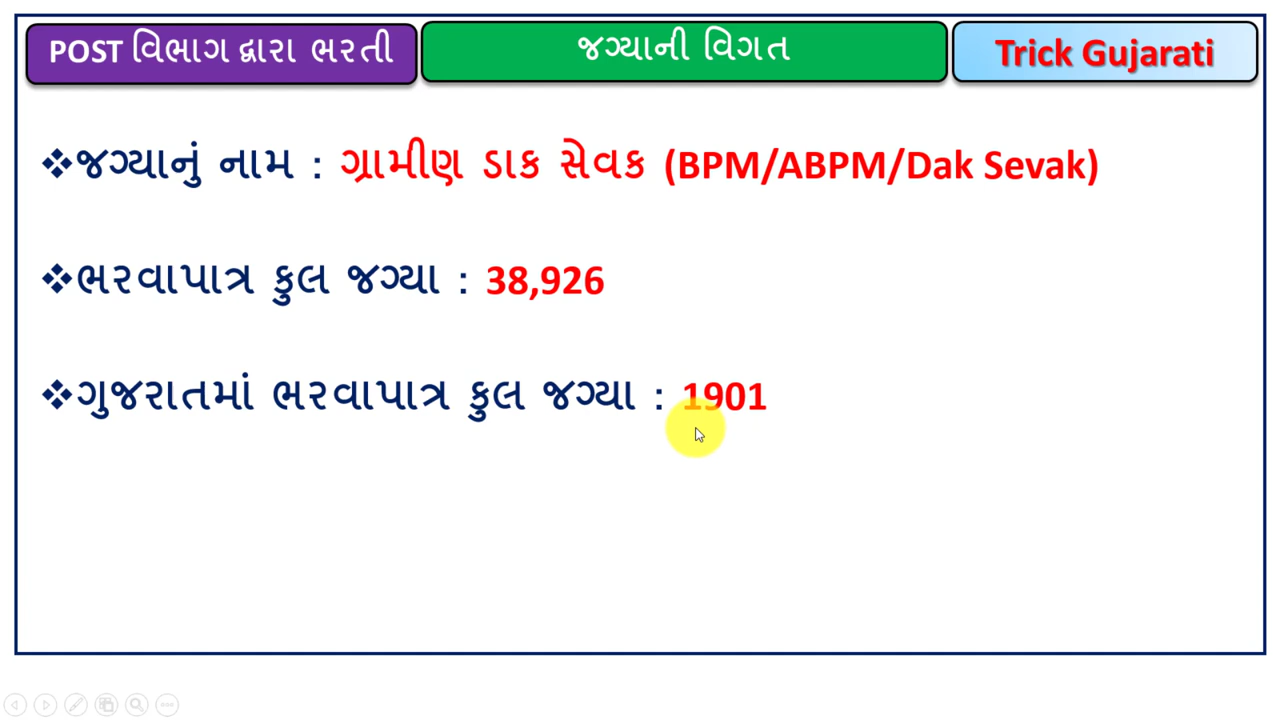 POST વિભાગ દ્વારા ભરતી
જગ્યાની વિગત
Trick Gujarati
❖જગ્યાનું નામ : ગ્રામીણ ડાક સેવક (BPM/ABPM/Dak Sevak)
❖ભરવાપાત્ર કુલ જગ્યા : 38,926
❖ગુજરાતમાં ભરવાપાત્ર કુલ જગ્યા : 1901